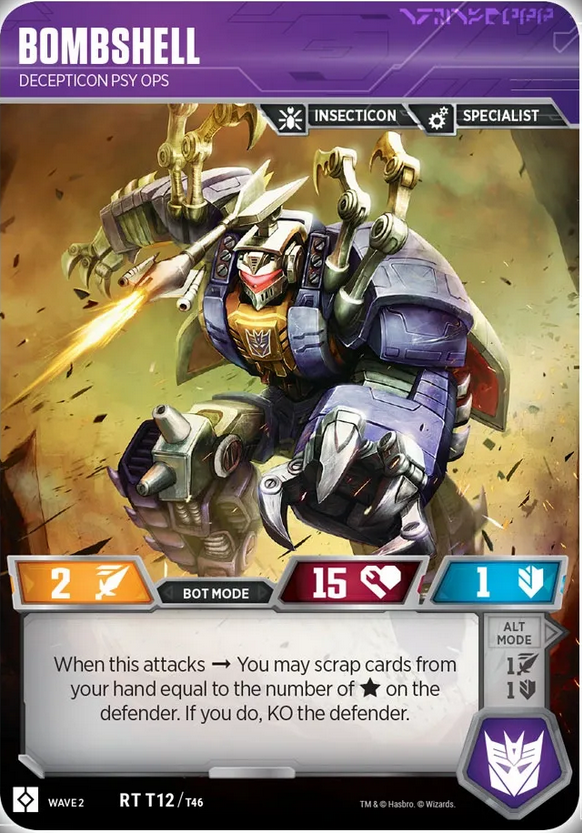 BOMBSHELL
DECEPTICON PSY OPS
INSECTICON SPECIALIST
2 BOT MODE 15 1
When this attacks → You may scrap cards from
your hand equal to the number of ★ on the
defender. If you do, KO the defender.
ALT
MODE
1
1
WAVE 2 RT T12 / T46 TM & © Hasbro. © Wizards.